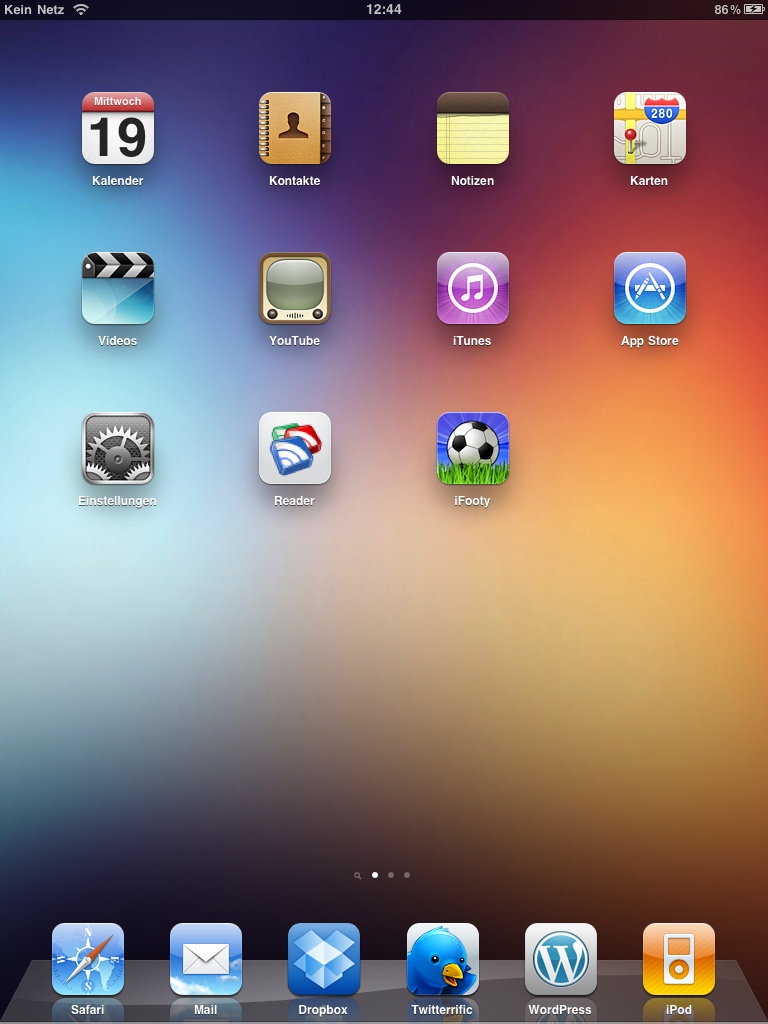 Kein Netz 12:44 86%
Mittwoch
19
280
Kalender Kontakte Notizen Karten
Videos YouTube iTunes App Store
Einstellungen Reader iFooty
N
W E
S
W
Safari Mail Dropbox Twitterrific WordPress iPod